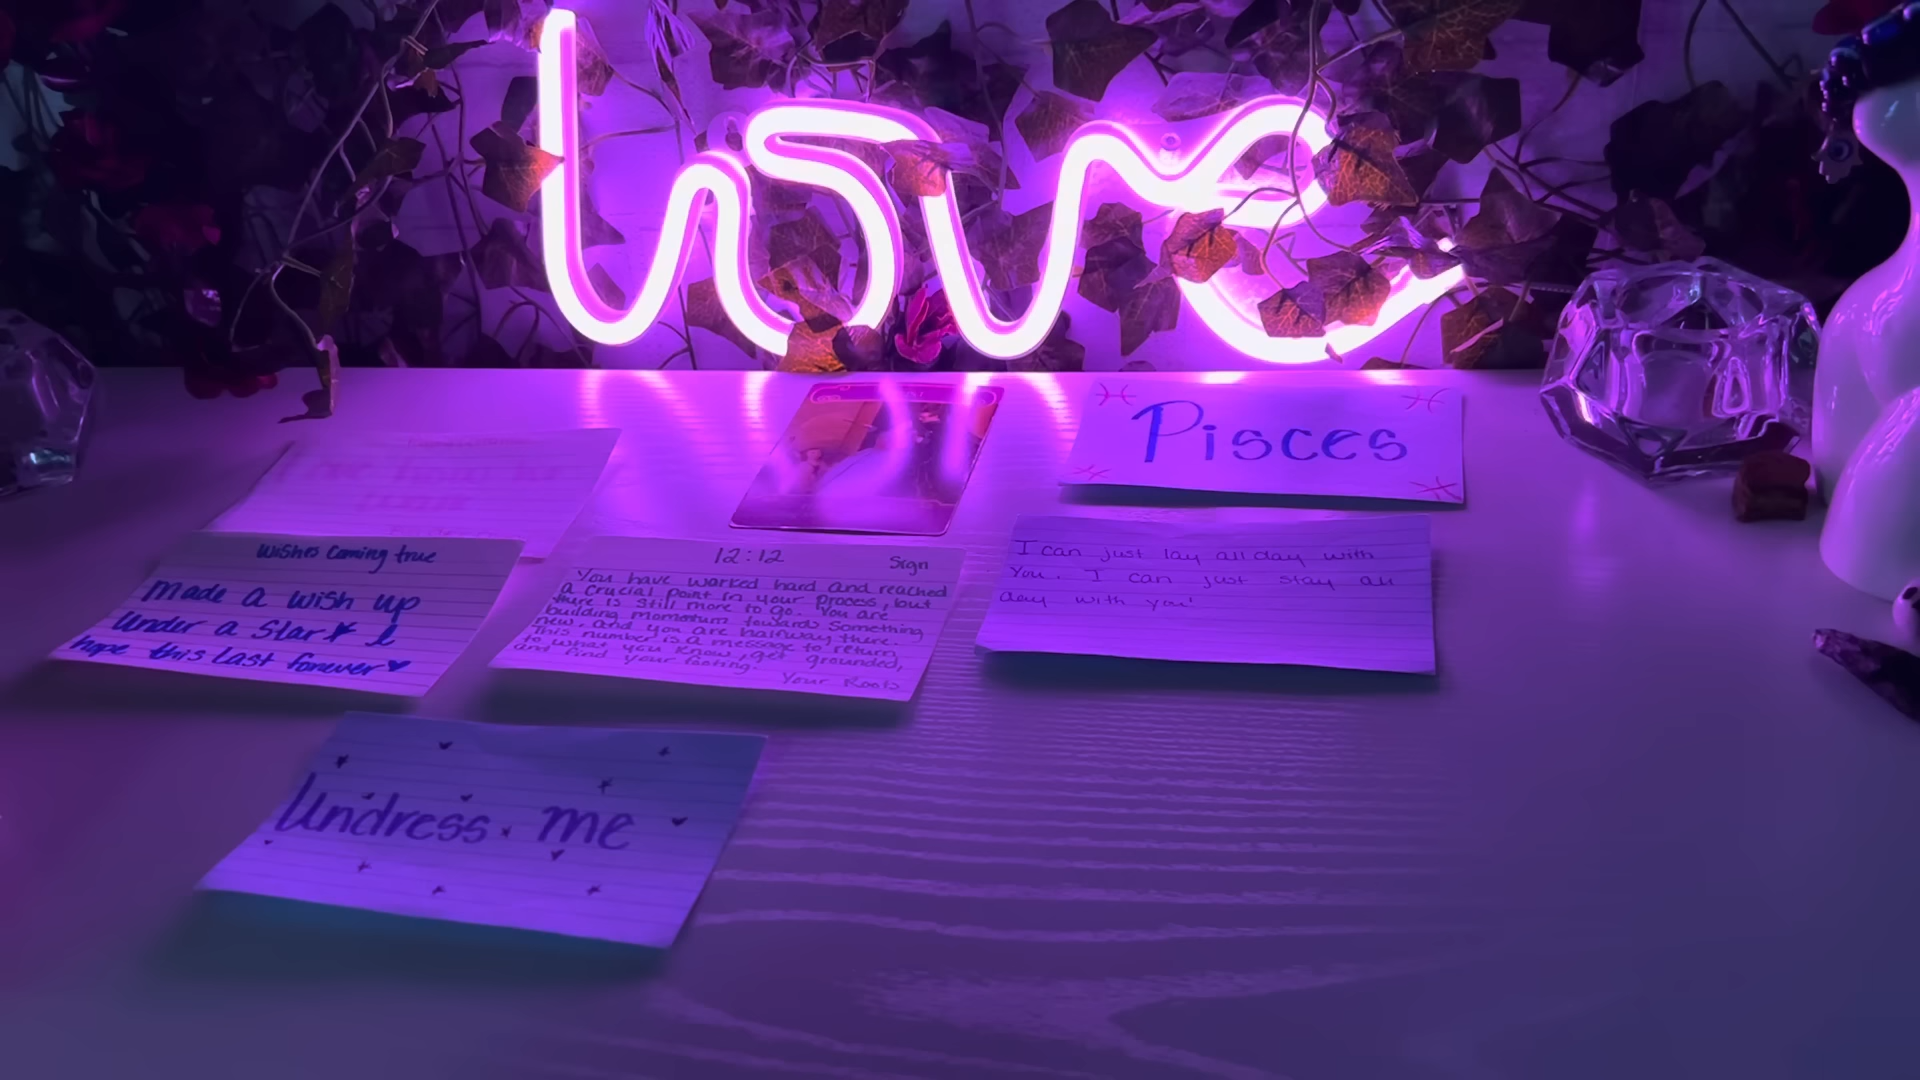 love
Pisces
Wishes Coming true
Made a wish up
Under a Star & I
hope this Last forever
12:12
Sign
You have worked hard and reached
a crucial point in your process, but
there is still more to go. You are
building momentum towards something
new, and you are halfway there.
This number is a message to return
to what you know, get grounded,
and find your footing.
Your Roots
I can just lay all day with
You. I can just stay all
day with you'
Undress me